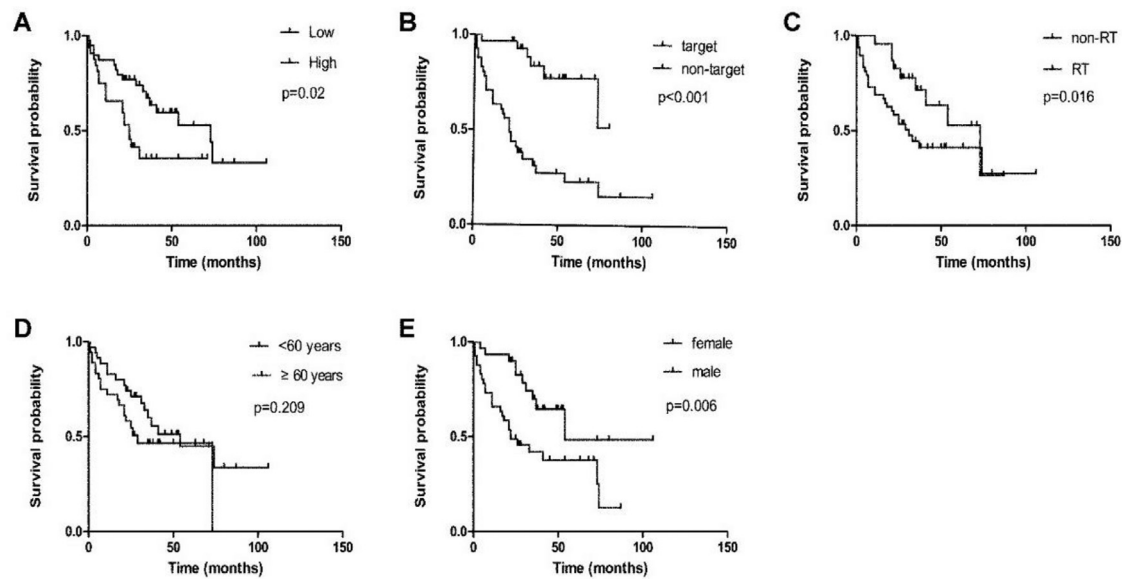 A
Survival probability
1.0
0.5
0.0
0
50
100
150
Time (months)
Low
High
p=0.02
B
Survival probability
1.0
0.5
0.0
0
50
100
150
Time (months)
target
non-target
p<0.001
C
Survival probability
1.0
0.5
0.0
0
50
100
150
Time (months)
non-RT
RT
p=0.016
D
Survival probability
1.0
0.5
0.0
0
50
100
150
Time (months)
<60 years
≥ 60 years
p=0.209
E
Survival probability
1.0
0.5
0.0
0
50
100
150
Time (months)
female
male
p=0.006